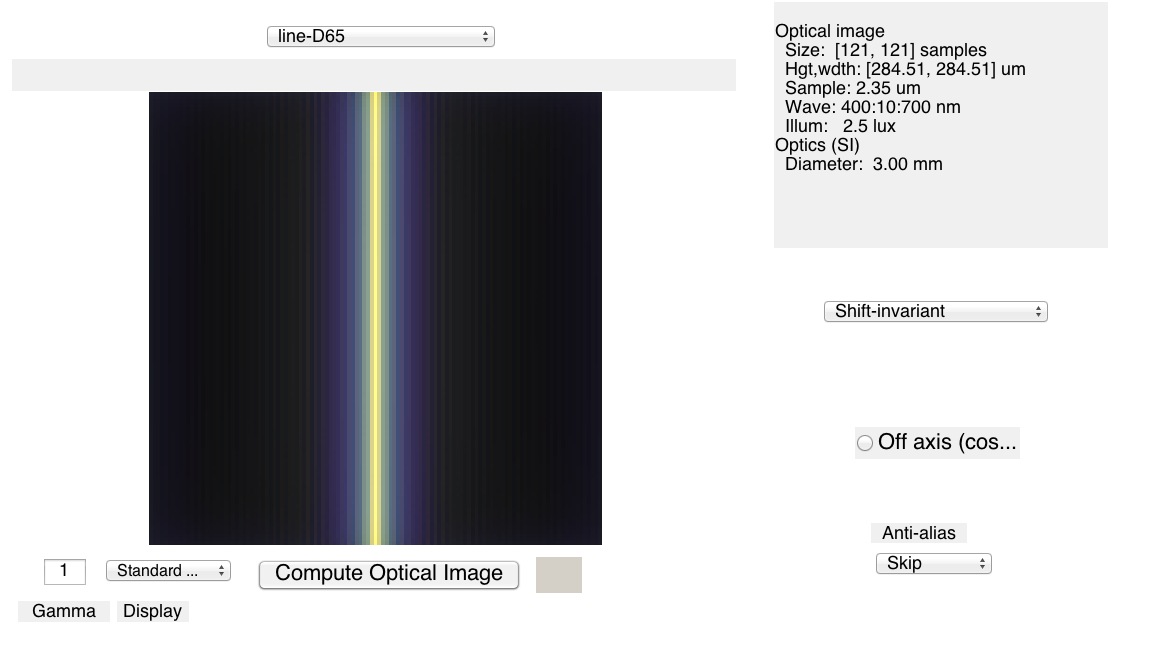 line-D65
Optical image
Size: [121, 121] samples
Hgt,wdth: [284.51, 284.51] um
Sample: 2.35 um
Wave: 400:10:700 nm
Illum: 2.5 lux
Optics (SI)
Diameter: 3.00 mm
Shift-invariant
Off axis (cos...
Anti-alias
Skip
1
Standard ...
Compute Optical Image
Gamma
Display